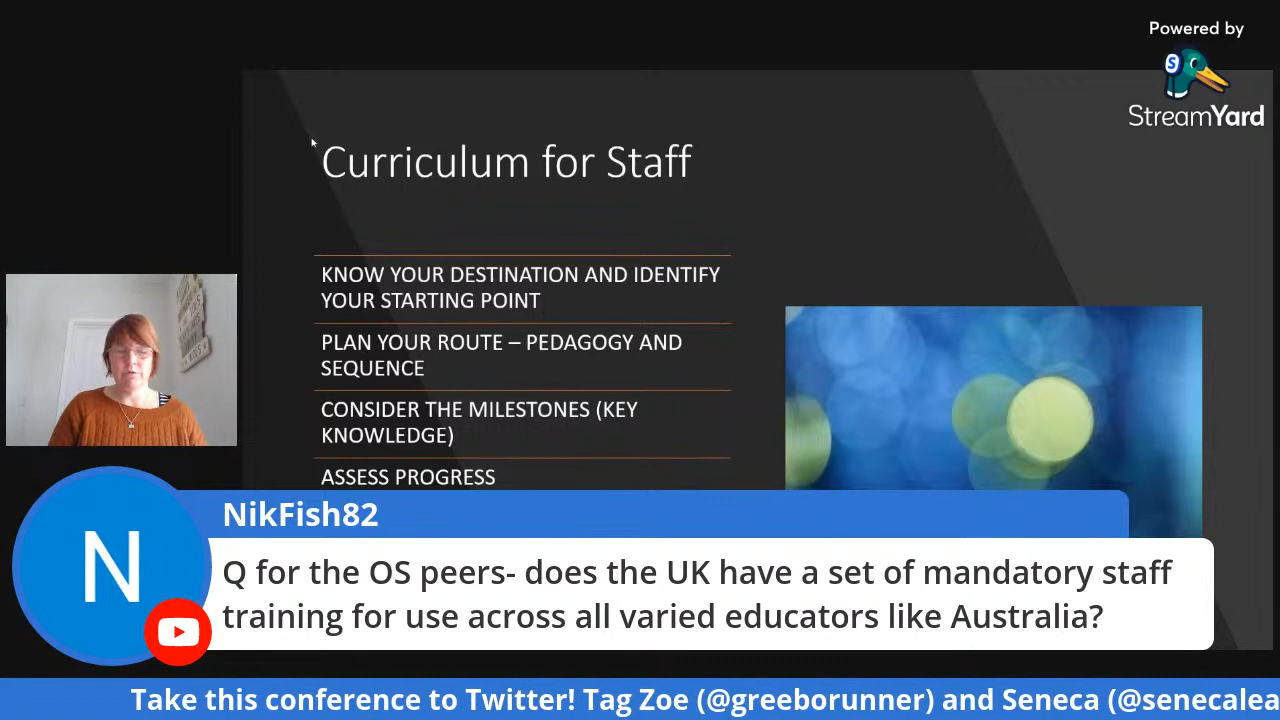 Powered by
S
StreamYard
Curriculum for Staff
KNOW YOUR DESTINATION AND IDENTIFY
YOUR STARTING POINT
PLAN YOUR ROUTE – PEDAGOGY AND
SEQUENCE
CONSIDER THE MILESTONES (KEY
KNOWLEDGE)
ASSESS PROGRESS
N
NikFish82
Q for the OS peers- does the UK have a set of mandatory staff
training for use across all varied educators like Australia?
Take this conference to Twitter! Tag Zoe (@greeborunner) and Seneca (@senecalea